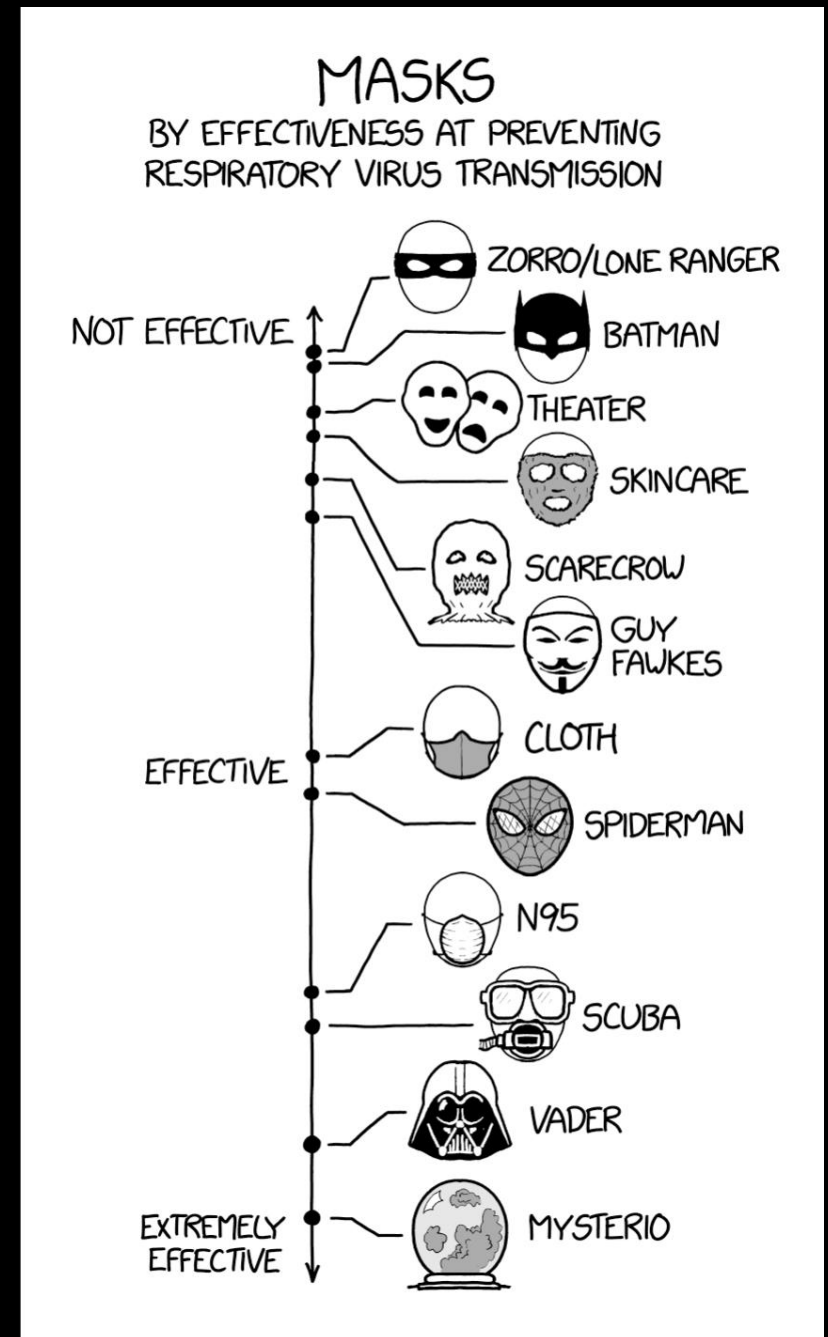 MASKS
BY EFFECTIVENESS AT PREVENTING
RESPIRATORY VIRUS TRANSMISSION
ZORRO/LONE RANGER
NOT EFFECTIVE
BATMAN
THEATER
SKINCARE
SCARECROW
GUY
FAWKES
CLOTH
EFFECTIVE
SPIDERMAN
N95
SCUBA
VADER
EXTREMELY
EFFECTIVE
MYSTERIO